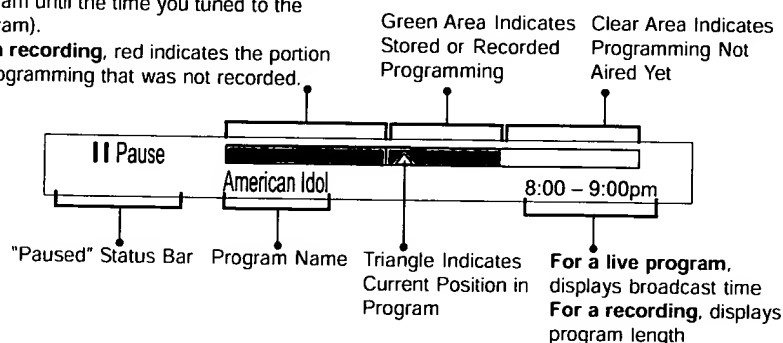 am until the time you tuned to the
ram).
recording, red indicates the portion
ogramming that was not recorded.
Green Area Indicates
Stored or Recorded
Programming
Clear Area Indicates
Programming Not
Aired Yet
Pause
American Idol
8:00 – 9:00pm
"Paused" Status Bar
Program Name
Triangle Indicates
Current Position in
Program
For a live program,
displays broadcast time
For a recording, displays
program length